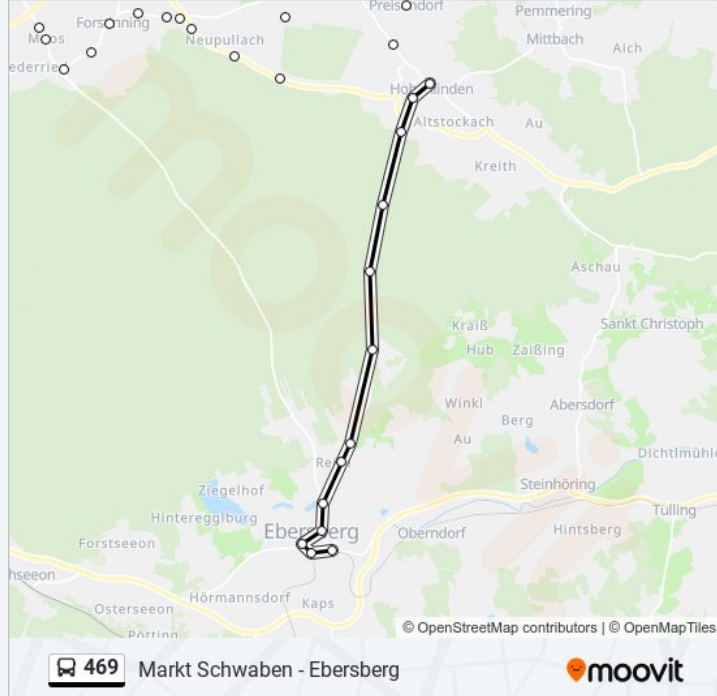 Preisendorf
Pemmering
Forstinning
Moos
Neupullach
Mittbach
Aich
ederried
Hohenlinden
Altstockach
Au
Kreith
Aschau
Kraiß
Sankt Christoph
Hub
Zaißing
Winkl
Abersdorf
Berg
Au
Dichtlmühle
Reith
Steinhöring
Ziegelhof
Tulling
Hinteregglburg
Ebersberg
Oberndorf
Hintsberg
Forstseeon
hseeon
Hörmannsdorf
Kaps
Osterseeon
Pötting
© OpenStreetMap contributors | © OpenMapTiles
469 Markt Schwaben - Ebersberg
moovit